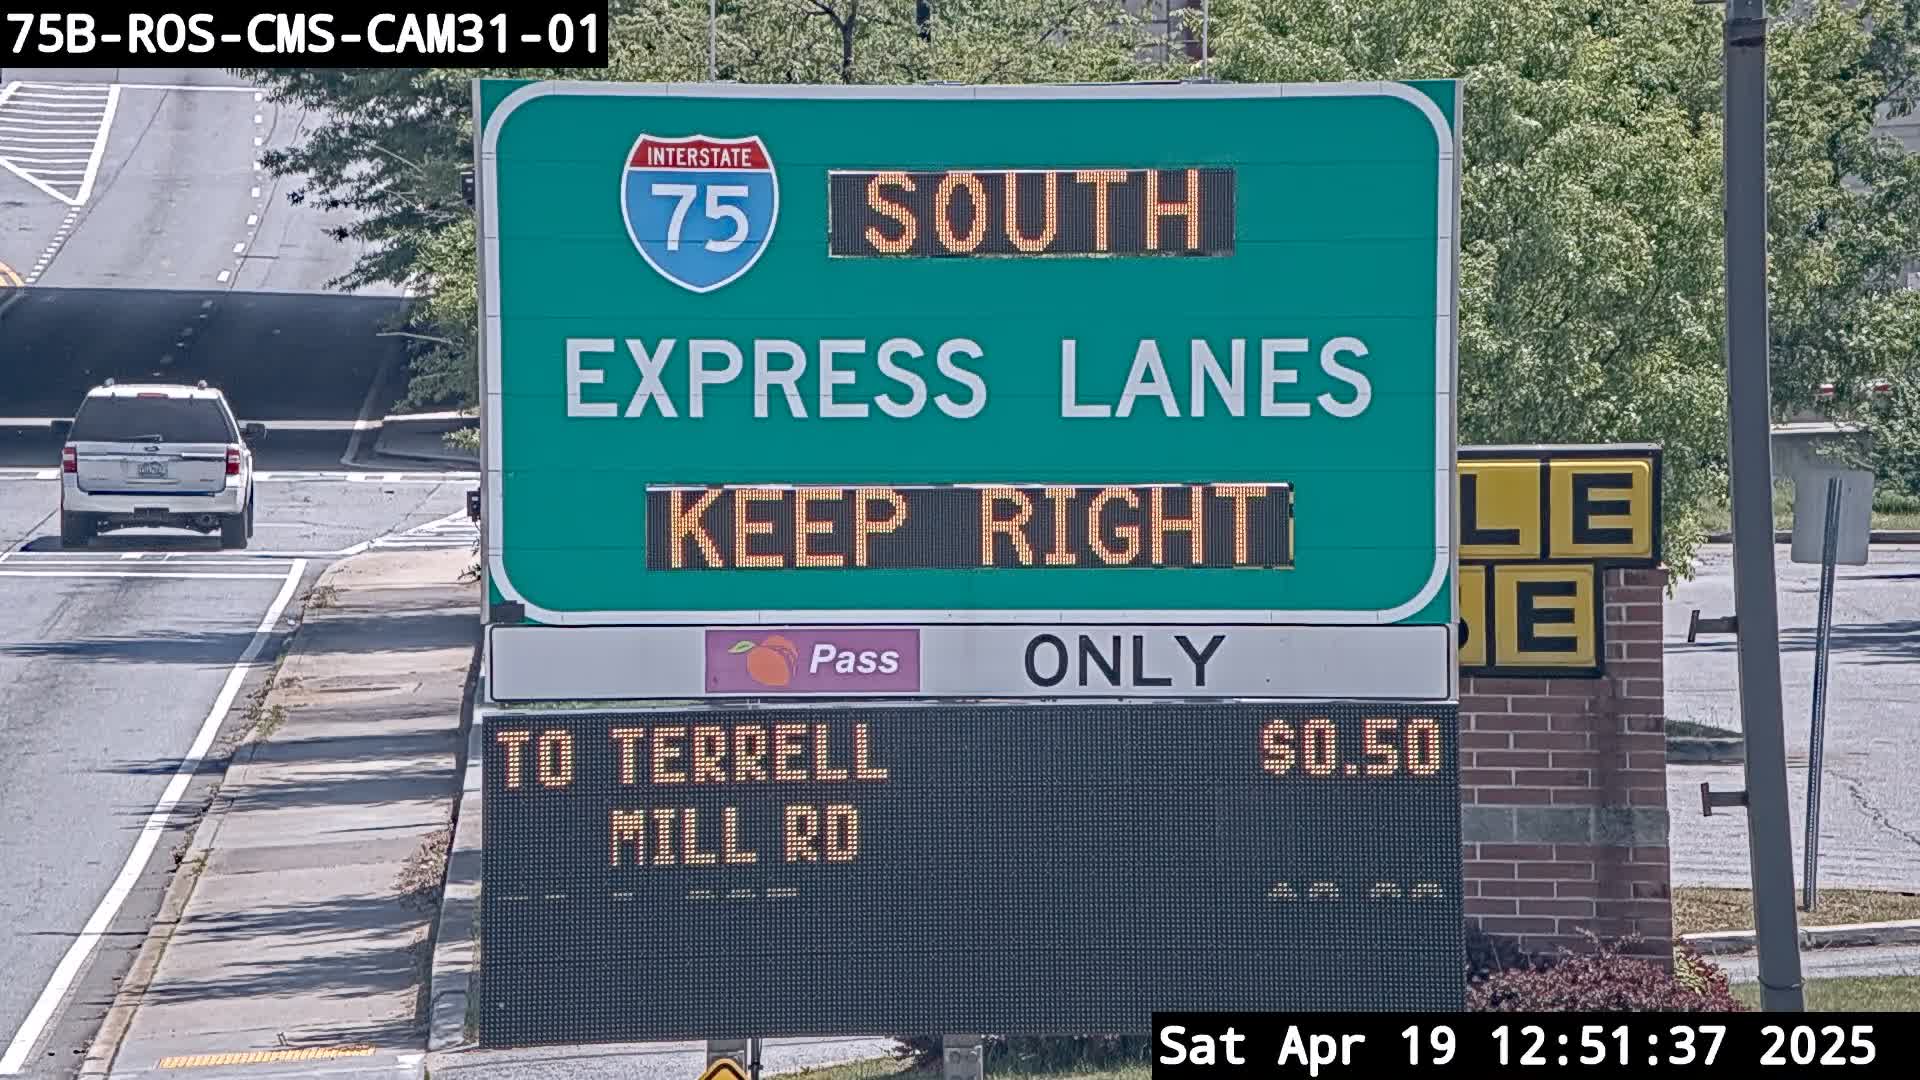 75B-ROS-CMS-CAM31-01
INTERSTATE
75
SOUTH
EXPRESS LANES
KEEP RIGHT
LE
E
Pass ONLY
TO TERRELL $0.50
MILL RD
Sat Apr 19 12:51:37 2025